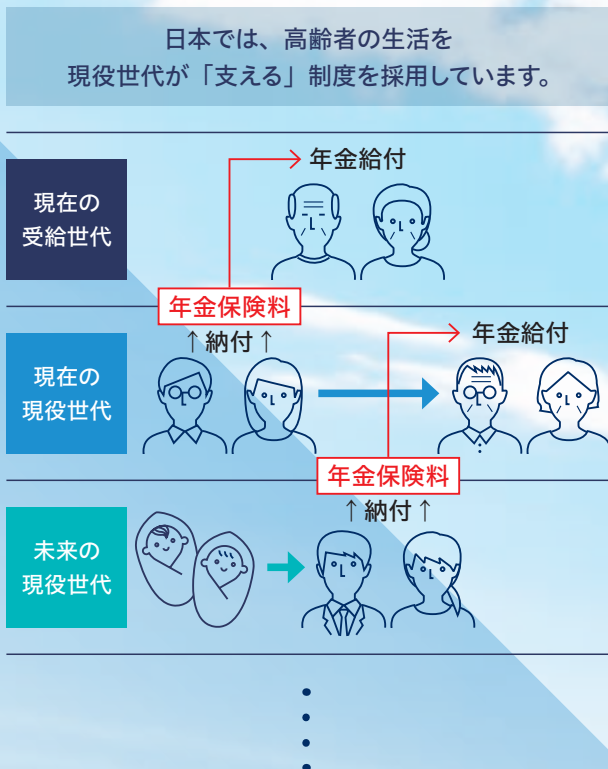 日本では、高齢者の生活を
現役世代が「支える」制度を採用しています。
現在の
受給世代
年金給付
年金保険料
↑納付↑
現在の
現役世代
年金給付
年金保険料
↑納付↑
未来の
現役世代